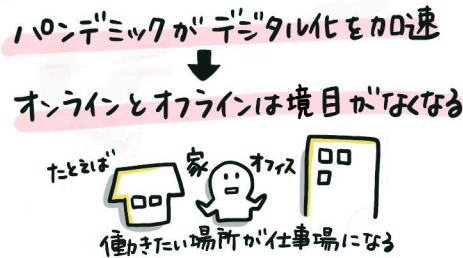 パンデミックがデジタル化を加速
オンラインとオフラインは境目がなくなる
たとえば 家 オフィス
働きたい場所が仕事場になる